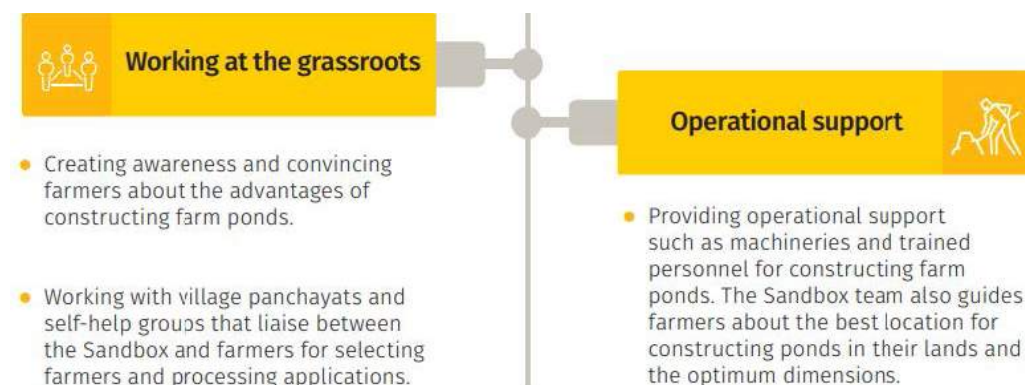 Working at the grassroots
Creating awareness and convincing
farmers about the advantages of
constructing farm ponds.
Working with village panchayats and
self-help groups that liaise between
the Sandbox and farmers for selecting
farmers and processing applications.
Operational support
Providing operational support
such as machineries and trained
personnel for constructing farm
ponds. The Sandbox team also guides
farmers about the best location for
constructing ponds in their lands and
the optimum dimensions.